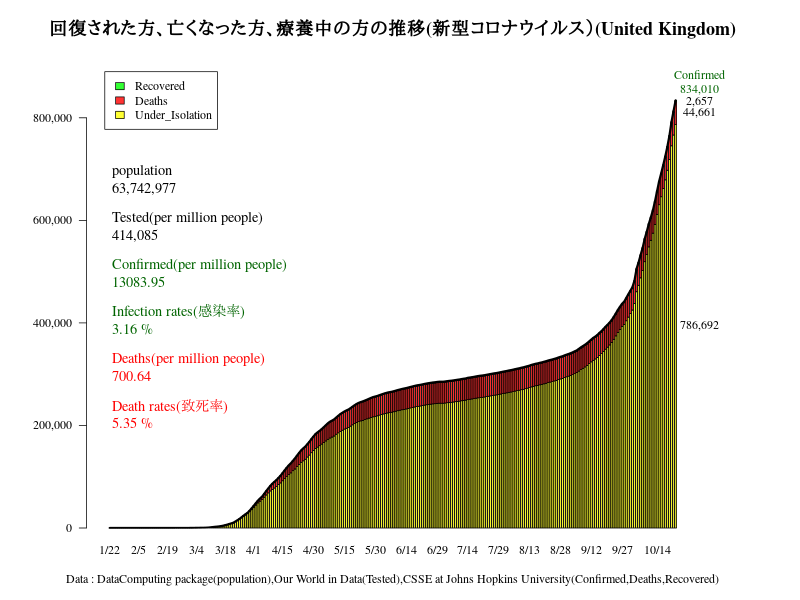 回復された方、亡くなった方、療養中の方の推移(新型コロナウイルス）(United Kingdom)
Confirmed
834,010
2,657
44,661
Recovered
Deaths
Under_Isolation
800,000
population
63,742,977
Tested(per million people)
414,085
600,000
Confirmed(per million people)
13083.95
Infection rates(感染率)
3.16 %
400,000
786,692
Deaths(per million people)
700.64
Death rates(致死率)
5.35 %
200,000
0
1/22 2/5 2/19 3/4 3/18 4/1 4/15 4/30 5/15 5/30 6/14 6/29 7/14 7/29 8/13 8/28 9/12 9/27 10/14
Data : DataComputing package(population),Our World in Data(Tested),CSSE at Johns Hopkins University(Confirmed,Deaths,Recovered)